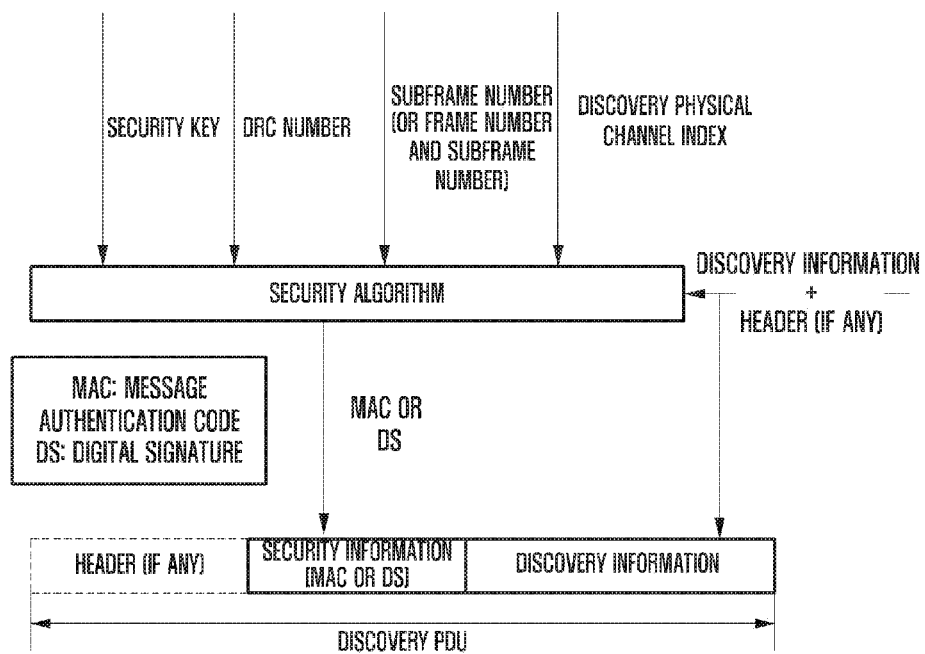 SECURITY KEY
DRC NUMBER
SUBFRAME NUMBER
(OR FRAME NUMBER
AND SUBFRAME
NUMBER)
DISCOVERY PHYSICAL
CHANNEL INDEX
SECURITY ALGORITHM
DISCOVERY INFORMATION
+
HEADER (IF ANY)
MAC: MESSAGE
AUTHENTICATION CODE
DS: DIGITAL SIGNATURE
MAC OR
DS
HEADER (IF ANY)
SECURITY INFORMATION
(MAC OR DS)
DISCOVERY INFORMATION
DISCOVERY PDU